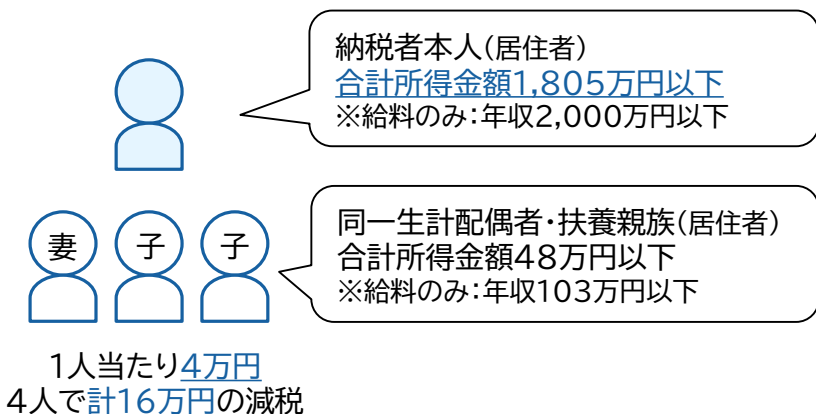 納税者本人(居住者)
合計所得金額1,805万円以下
※給料のみ:年収2,000万円以下
妻 子 子
同一生計配偶者・扶養親族(居住者)
合計所得金額48万円以下
※給料のみ:年収103万円以下
1人当たり4万円
4人で計16万円の減税